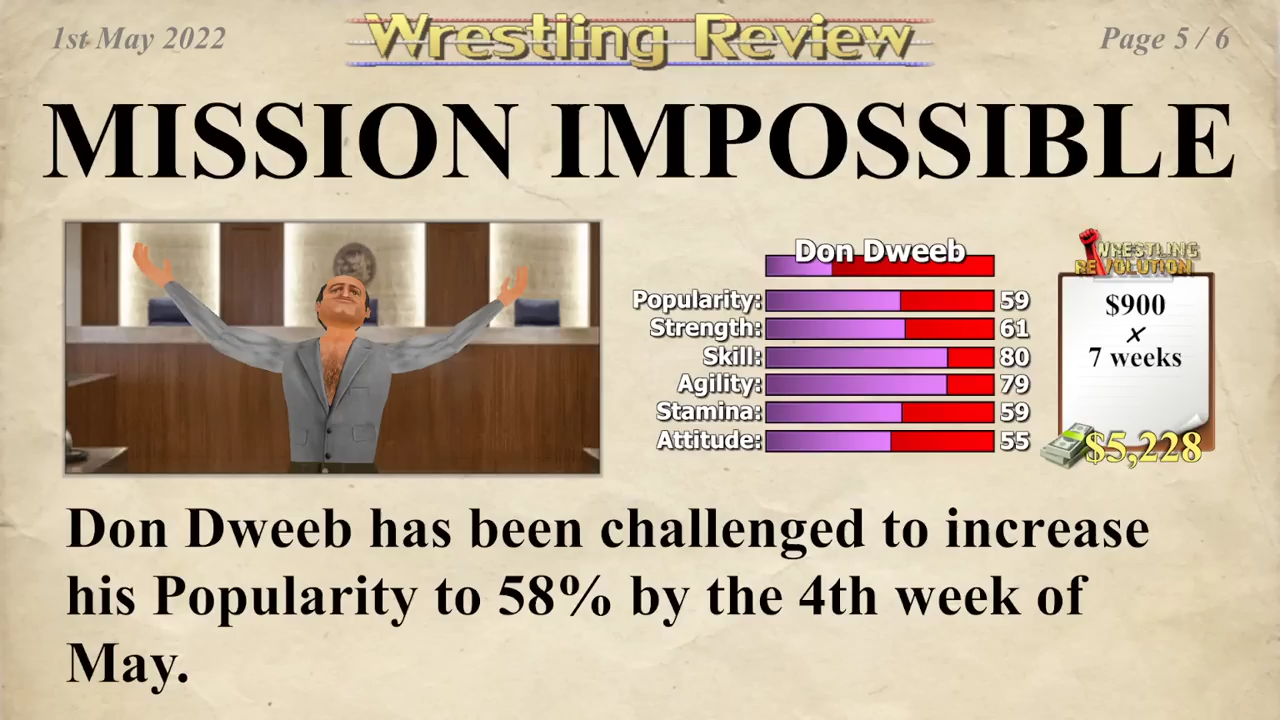 1st May 2022
Wrestling Review
Page 5 / 6
MISSION IMPOSSIBLE
Don Dweeb
Popularity: 59
Strength: 61
Skill: 80
Agility: 79
Stamina: 59
Attitude: 55
WRESTLING
REVOLUTION
$900
x
7 weeks
$5,228
Don Dweeb has been challenged to increase
his Popularity to 58% by the 4th week of
May.